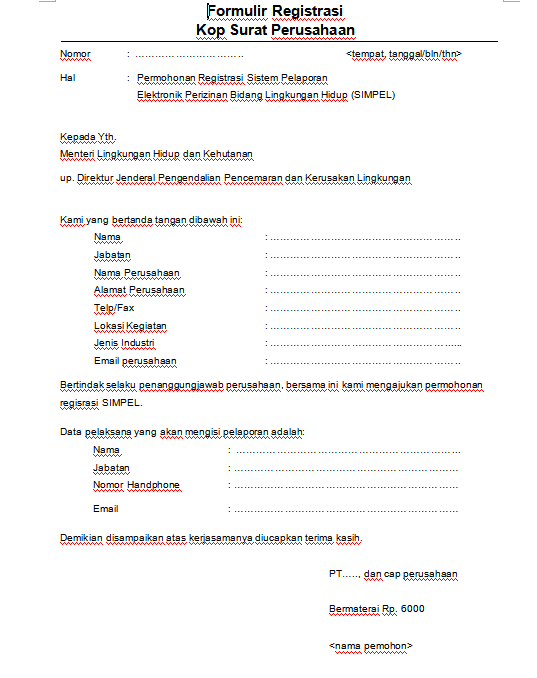 Formulir Registrasi
Kop Surat Perusahaan
Nomor : ................................ <tempat, tanggal/bln/thn>
Hal : Permohonan Registrasi Sistem Pelaporan
Elektronik Perizinan Bidang Lingkungan Hidup (SIMPEL)
Kepada Yth.
Menteri Lingkungan Hidup dan Kehutanan
up. Direktur Jenderal Pengendalian Pencemaran dan Kerusakan Lingkungan
Kami yang bertanda tangan dibawah ini:
Nama : ........................................................
Jabatan : ........................................................
Nama Perusahaan : ........................................................
Alamat Perusahaan : ........................................................
Telp/Fax : ........................................................
Lokasi Kegiatan : ........................................................
Jenis Industri : ........................................................
Email perusahaan : ........................................................
Bertindak selaku penanggungjawab perusahaan, bersama ini kami mengajukan permohonan
regisrasi SIMPEL.
Data pelaksana yang akan mengisi pelaporan adalah:
Nama : ..................................................................
Jabatan : ..................................................................
Nomor Handphone : ..................................................................
Email : ..................................................................
Demikian disampaikan atas kerjasamanya diucapkan terima kasih.
PT....., dan cap perusahaan
Bermaterai Rp. 6000
<nama pemohon>